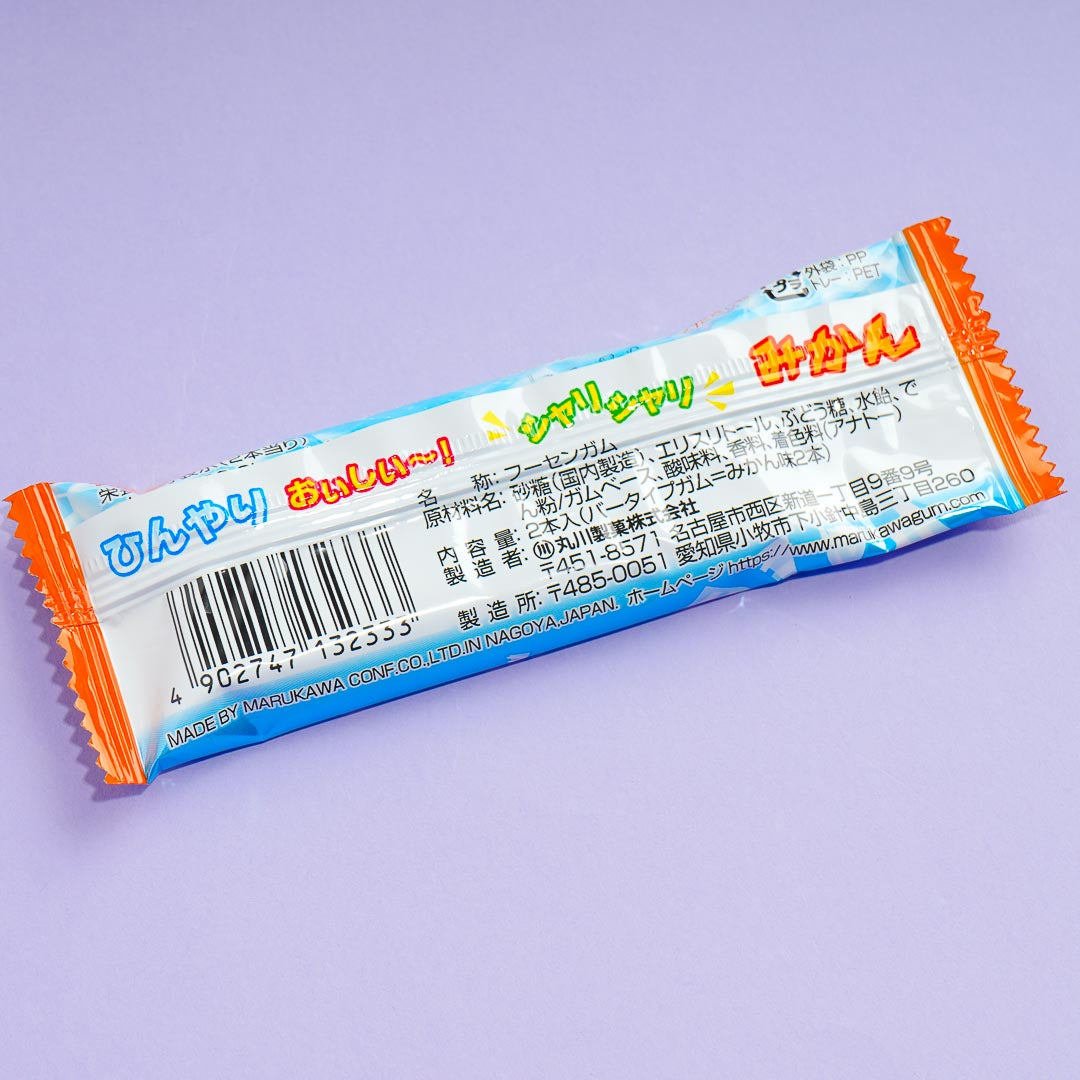 プラ
外袋:PP
トレー:PET
本当り)
ひんやり おいしい〜! シャリシャリ みかん
名 称:フーセンガム
原材料名:砂糖(国内製造)、エリスリトール、ぶどう糖、水飴、で
ん粉/ガムベース、酸味料、香料、着色料(アナトー)
内 容 量:2本入(バータイプガム=みかん味2本)
製 造 者:丸川製菓株式会社
〒451-8571 名古屋市西区新道一丁目9番9号
製 造 所:〒485-0051 愛知県小牧市下小針中島三丁目260
ホームページ https://www.marukawagum.com
4 902747 132333
MADE BY MARUKAWA CONF.CO.,LTD.IN NAGOYA,JAPAN.